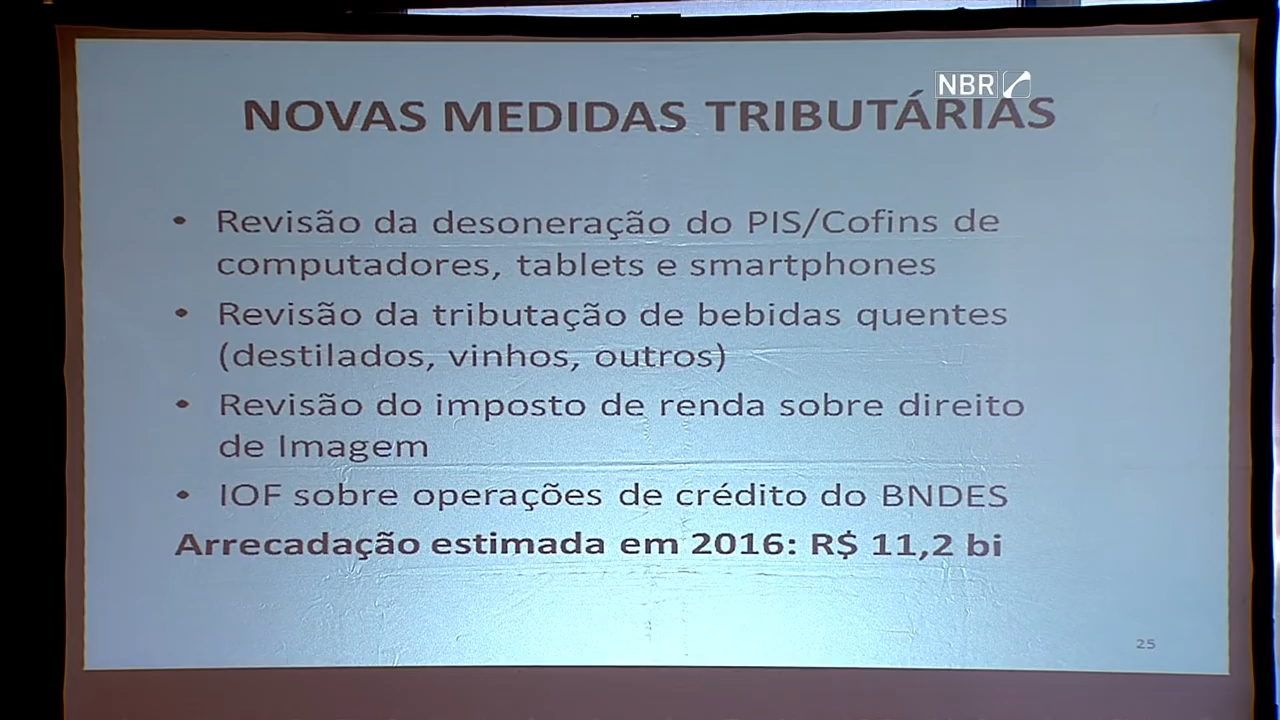 NBR
NOVAS MEDIDAS TRIBUTÁRIAS
• Revisão da desoneração do PIS/Cofins de
computadores, tablets e smartphones
• Revisão da tributação de bebidas quentes
(destilados, vinhos, outros)
• Revisão do imposto de renda sobre direito
de Imagem
• IOF sobre operações de crédito do BNDES
Arrecadação estimada em 2016: R$ 11,2 bi
25